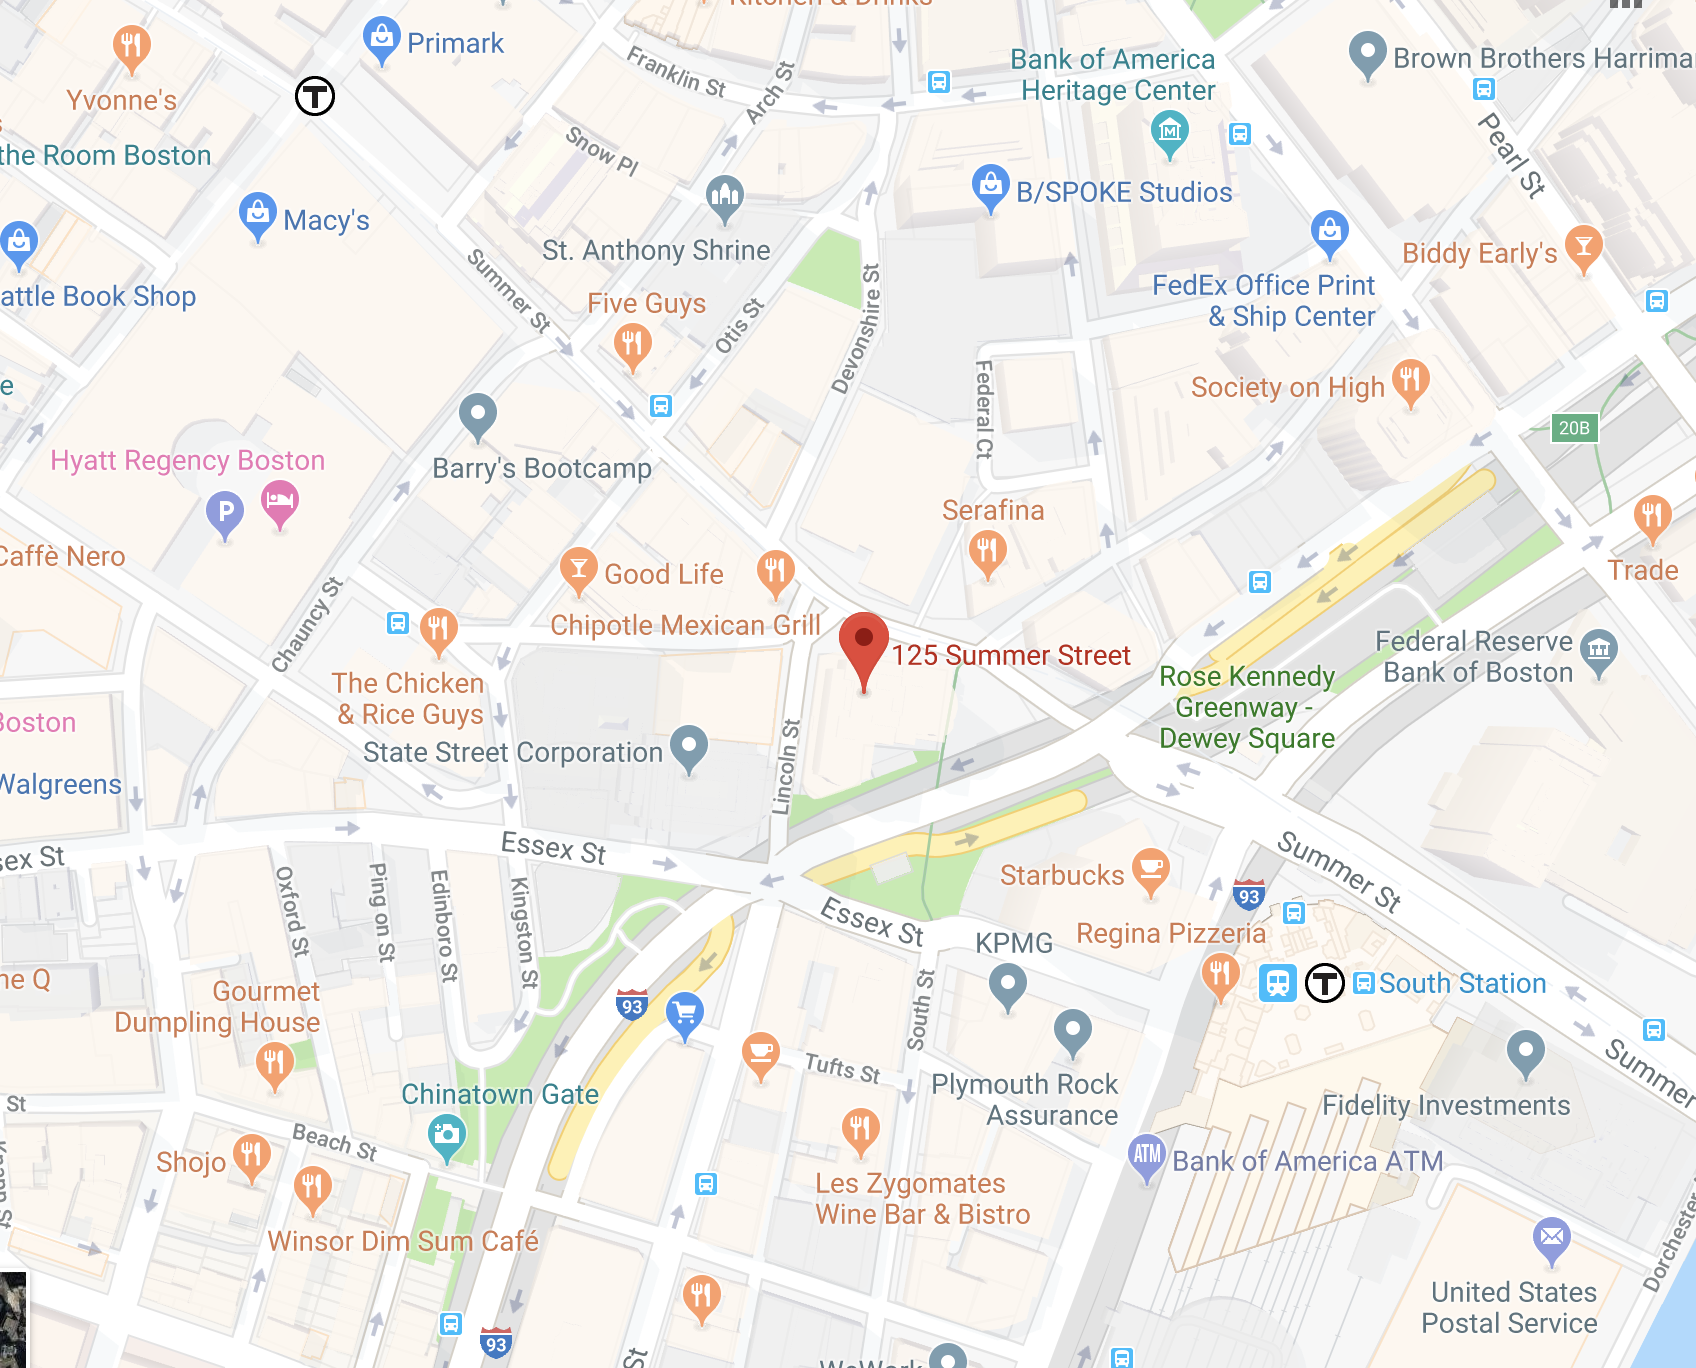 Kitchen & Drinks
Primark
Franklin St
Arch St
Bank of America
Heritage Center
Brown Brothers Harrima
Yvonne's
T
Pearl St
the Room Boston
Snow Pl
Macy's
B/SPOKE Studios
St. Anthony Shrine
Biddy Early's
attle Book Shop
Summer St
Five Guys
Otis St
Devonshire St
FedEx Office Print
& Ship Center
Federal Ct
Society on High
20B
Hyatt Regency Boston
P
Barry's Bootcamp
Serafina
Caffè Nero
Good Life
Trade
Chauncy St
Chipotle Mexican Grill
125 Summer Street
Federal Reserve
Bank of Boston
The Chicken
& Rice Guys
Rose Kennedy
Greenway -
Dewey Square
Boston
State Street Corporation
Lincoln St
Walgreens
Essex St
sex St
Summer St
Oxford St
Ping on St
Edinboro St
Kingston St
Essex St
Starbucks
93
KPMG
Regina Pizzeria
ne Q
Gourmet
Dumpling House
93
South St
T
South Station
Tufts St
Chinatown Gate
Plymouth Rock
Assurance
Summer
Fidelity Investments
St
Beach St
Shojo
ATM
Bank of America ATM
Les Zygomates
Wine Bar & Bistro
Winsor Dim Sum Café
Dorchester
United States
Postal Service
93
St
WeWork